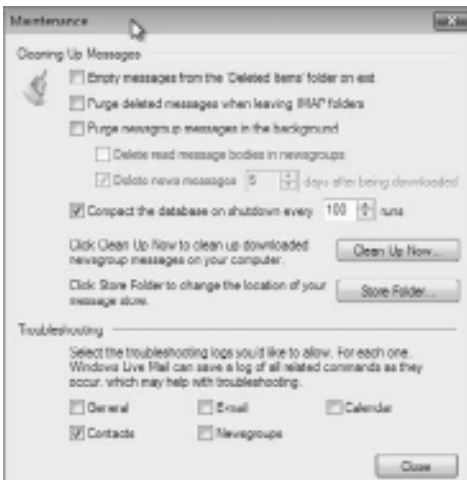 Maintenance
Cleaning Up Messages
Empty messages from the 'Deleted Items' folder on exit
Purge deleted messages when leaving IMAP folders
Purge newsgroup messages in the background
Delete read message bodies in newsgroups
Delete news messages 5 days after being downloaded
Compact the database on shutdown every 100 runs
Click Clean Up Now to clean up downloaded
newsgroup messages on your computer.
Clean Up Now...
Click Store Folder to change the location of your
message store.
Store Folder...
Troubleshooting
Select the troubleshooting logs you'd like to allow. For each one,
Windows Live Mail can save a log of all related commands as they
occur, which may help with troubleshooting.
General Email Calendar
Contacts Newsgroups
Close